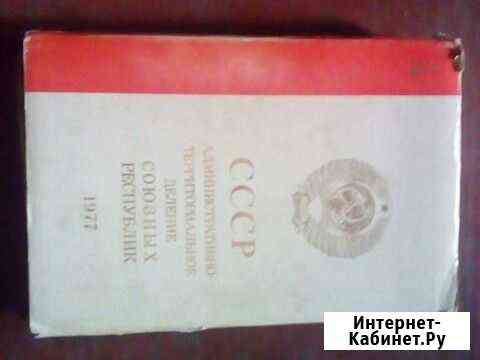 СССР
АДМИНИСТРАТИВНО-
ТЕРРИТОРИАЛЬНОЕ
ДЕЛЕНИЕ
СОЮЗНЫХ
РЕСПУБЛИК
1977
Интернет-
Кабинет.Ру